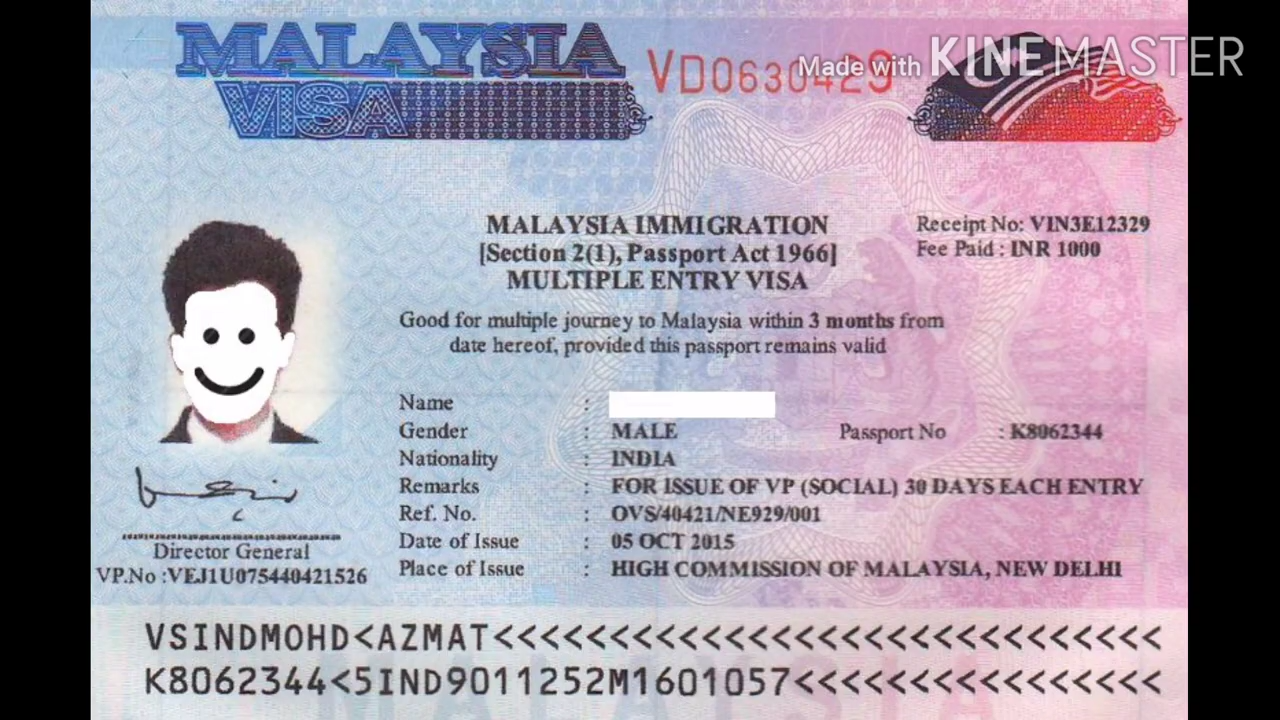 MALAYSIA
VISA
VD0630429
Made with KINEMASTER
MALAYSIA IMMIGRATION
[Section 2(1), Passport Act 1966]
MULTIPLE ENTRY VISA
Receipt No: VIN3E12329
Fee Paid : INR 1000
Good for multiple journey to Malaysia within 3 months from
date hereof, provided this passport remains valid
Name :
Gender : MALE Passport No : K8062344
Nationality : INDIA
Remarks : FOR ISSUE OF VP (SOCIAL) 30 DAYS EACH ENTRY
Ref. No. : OVS/40421/NE929/001
Date of Issue : 05 OCT 2015
Place of Issue : HIGH COMMISSION OF MALAYSIA, NEW DELHI
Director General
VP.No :VEJ1U075440421526
VSINDMOHD<AZMAT<<<<<<<<<<<<<<<<<<<<<<<
K8062344<5IND9011252M1601057<<<<<<<<<<<<<
MALAYSIA